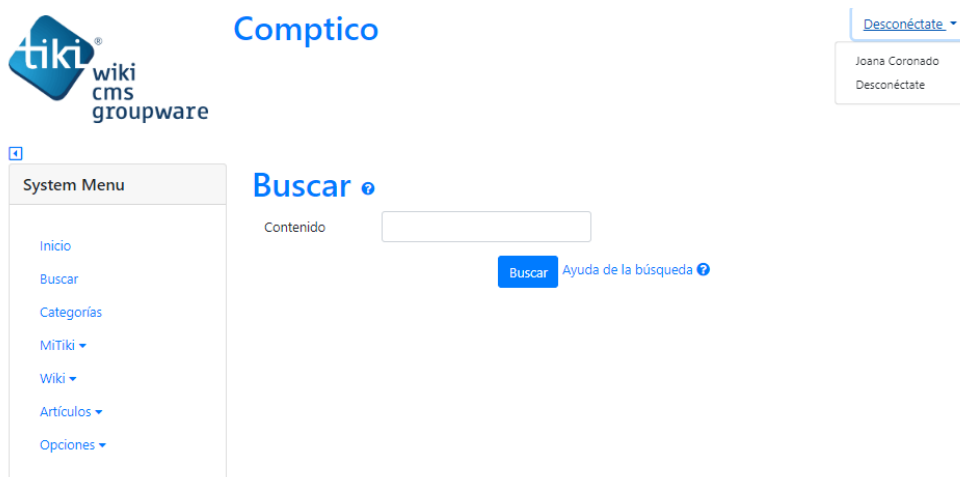 tiki®
wiki
cms
groupware
Comptico
Desconéctate
Joana Coronado
Desconéctate
System Menu
Inicio
Buscar
Categorías
MiTiki
Wiki
Artículos
Opciones
Buscar
Contenido
Buscar Ayuda de la búsqueda